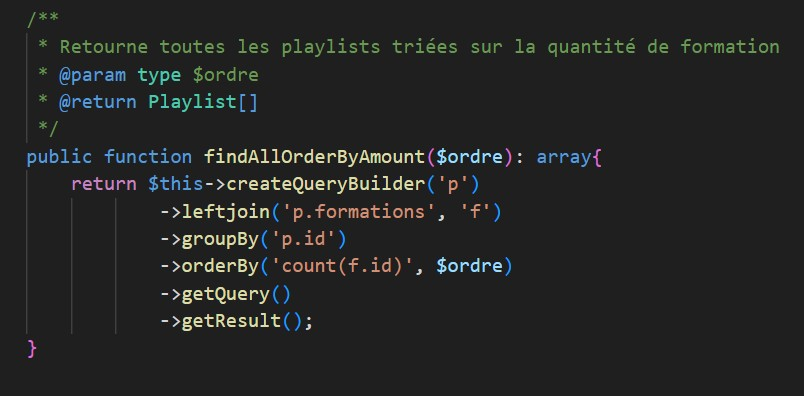 /**
 * Retourne toutes les playlists triées sur la quantité de formation
 * @param type $ordre
 * @return Playlist[]
 */
public function findAllOrderByAmount($ordre): array{
    return $this->createQueryBuilder('p')
            ->leftjoin('p.formations', 'f')
            ->groupBy('p.id')
            ->orderBy('count(f.id)', $ordre)
            ->getQuery()
            ->getResult();
}